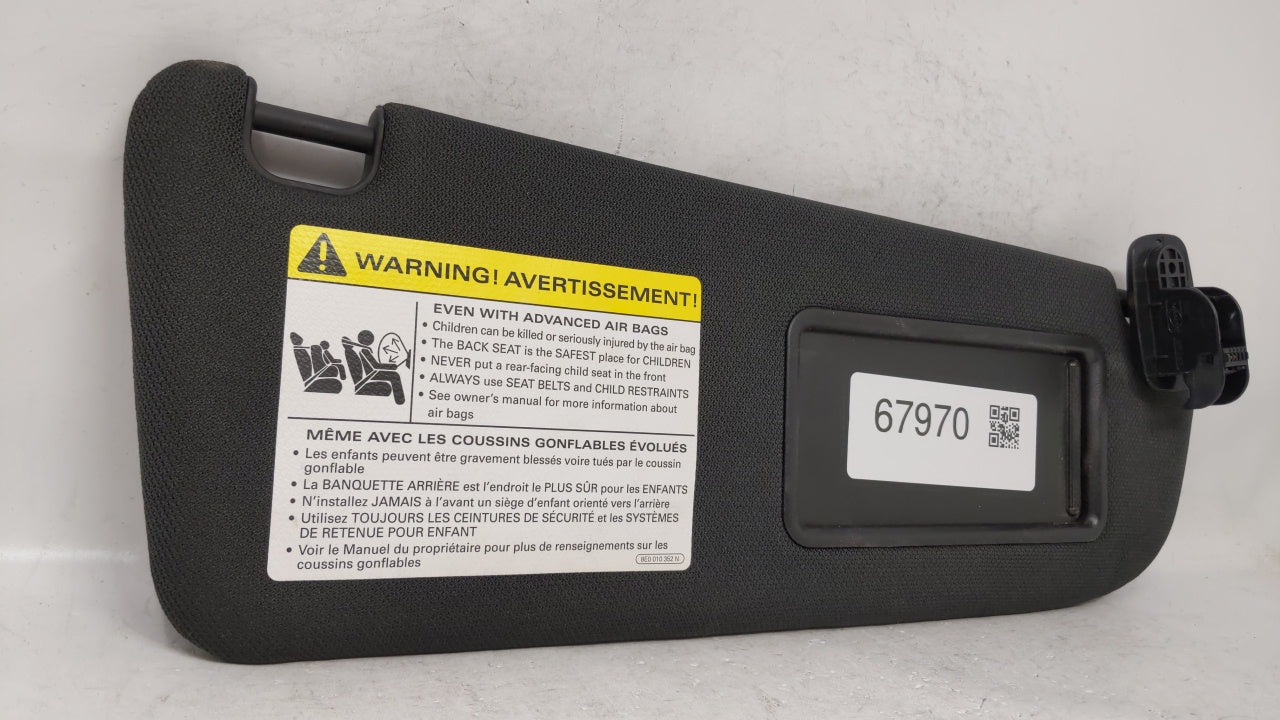 WARNING! AVERTISSEMENT!
EVEN WITH ADVANCED AIR BAGS
• Children can be killed or seriously injured by the air bag
• The BACK SEAT is the SAFEST place for CHILDREN
• NEVER put a rear-facing child seat in the front
• ALWAYS use SEAT BELTS and CHILD RESTRAINTS
• See owner's manual for more information about
air bags
MÊME AVEC LES COUSSINS GONFLABLES ÉVOLUÉS
• Les enfants peuvent être gravement blessés voire tués par le coussin
gonflable
• La BANQUETTE ARRIÈRE est l'endroit le PLUS SÛR pour les ENFANTS
• N'installez JAMAIS à l'avant un siège d'enfant orienté vers l'arrière
• Utilisez TOUJOURS LES CEINTURES DE SÉCURITÉ et les SYSTÈMES
DE RETENUE POUR ENFANT
• Voir le Manuel du propriétaire pour plus de renseignements sur les
coussins gonflables
8E0 010 352 N
67970